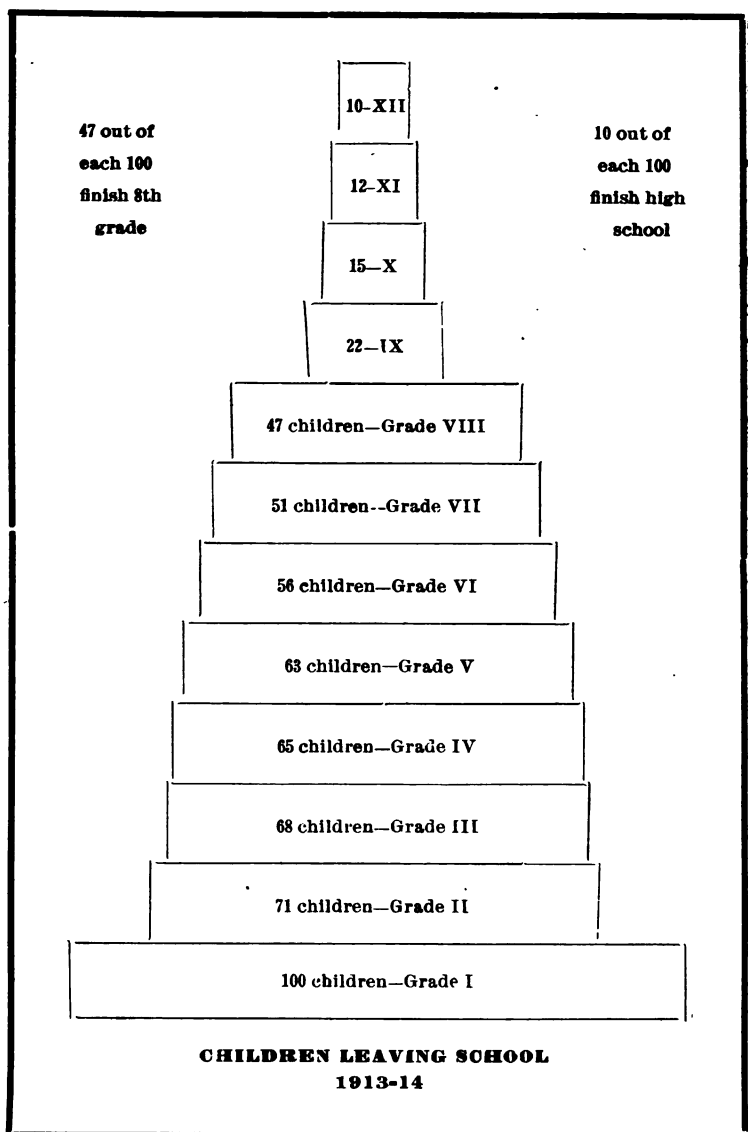 10-XII
47 out of
each 100
finish 8th
grade
10 out of
each 100
finish high
school
12-XI
15—X
22—IX
47 children—Grade VIII
51 children--Grade VII
56 children—Grade VI
63 children—Grade V
65 children—Grade IV
68 children—Grade III
71 children—Grade II
100 children—Grade I
CHILDREN LEAVING SCHOOL
1913-14